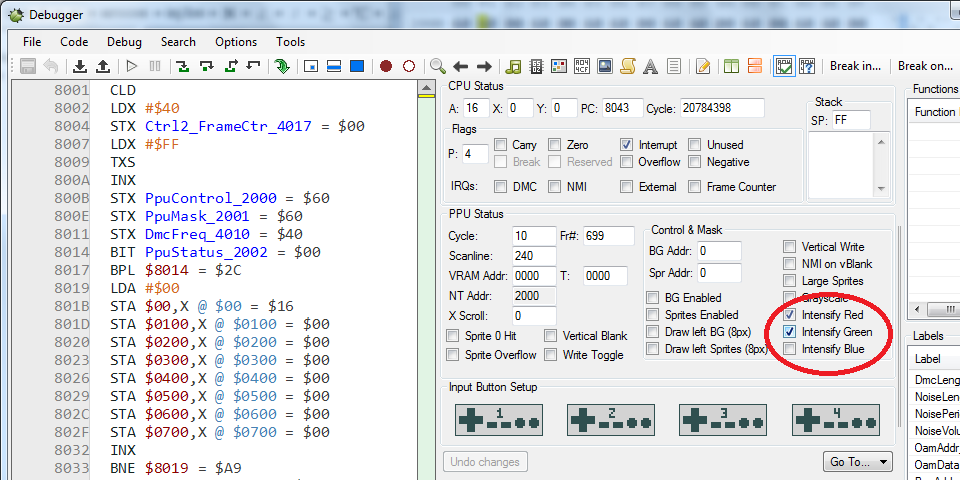 Debugger
File Code Debug Search Options Tools
Break in... Break on...
8001 CLD
8002 LDX #$40
8004 STX Ctrl2_FrameCtr_4017 = $00
8007 LDX #$FF
8009 TXS
800A INX
800B STX PpuControl_2000 = $60
800E STX PpuMask_2001 = $60
8011 STX DmcFreq_4010 = $40
8014 BIT PpuStatus_2002 = $00
8017 BPL $8014 = $2C
8019 LDA #$00
801B STA $00,X @ $00 = $16
801D STA $0100,X @ $0100 = $00
8020 STA $0200,X @ $0200 = $00
8023 STA $0300,X @ $0300 = $00
8026 STA $0400,X @ $0400 = $00
8029 STA $0500,X @ $0500 = $00
802C STA $0600,X @ $0600 = $00
802F STA $0700,X @ $0700 = $00
8032 INX
8033 BNE $8019 = $A9
CPU Status
A: 16 X: 0 Y: 0 PC: 8043 Cycle: 20784398
Flags
P: 4 Carry Zero Interrupt Unused
Break Reserved Overflow Negative
IRQs: DMC NMI External Frame Counter
Stack
SP: FF
PPU Status
Cycle: 10 Fr#: 699
Scanline: 240
VRAM Addr: 0000 T: 0000
NT Addr: 2000
X Scroll: 0
Sprite 0 Hit Vertical Blank
Sprite Overflow Write Toggle
Control & Mask
BG Addr: 0
Spr Addr: 0
BG Enabled
Sprites Enabled
Draw left BG (8px)
Draw left Sprites (8px)
Vertical Write
NMI on vBlank
Large Sprites
Grayscale
Intensify Red
Intensify Green
Intensify Blue
Input Button Setup
1 2 3 4
Undo changes Go To...
Functions
Function
Labels
Label
DmcLeng
NoiseLen
NoisePeri
NoiseVolu
OamAddr
OamData